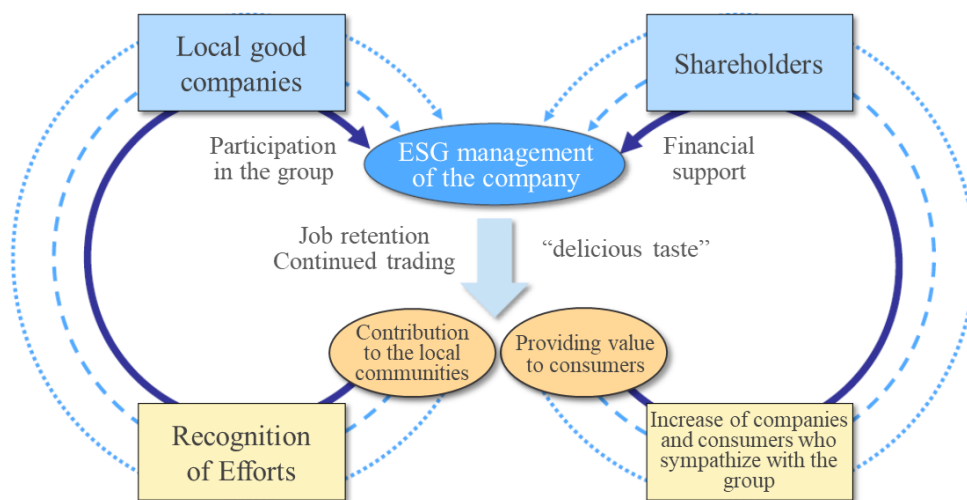 Local good
companies
Shareholders
Participation
in the group
ESG management
of the company
Financial
support
Job retention
Continued trading
“delicious taste”
Contribution
to the local
communities
Providing value
to consumers
Recognition
of Efforts
Increase of companies
and consumers who
sympathize with the
group